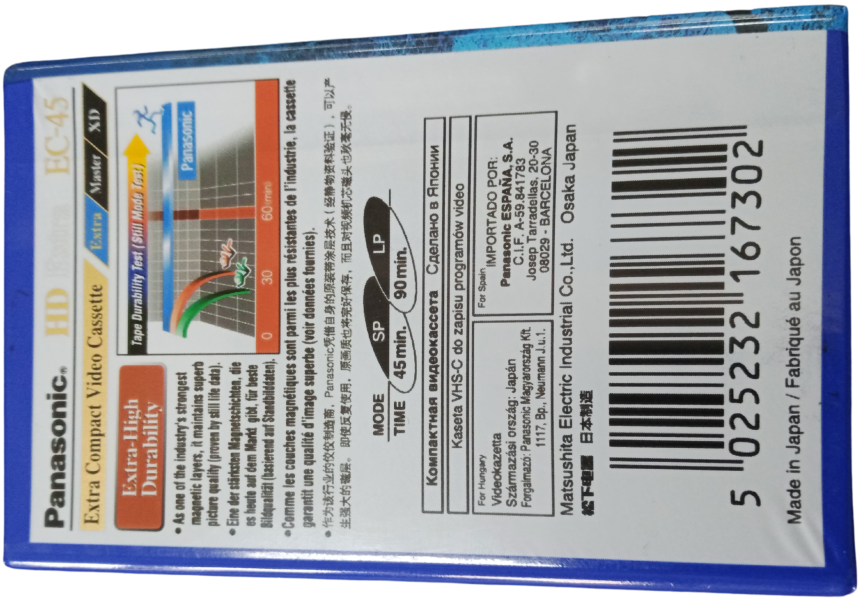 Panasonic®
HD Extra EC-45
Extra Compact Video Cassette
Extra Master XD
Extra-High
Durability
Tape Durability Test (Still Mode Test)
Panasonic
0 30 60 (min)
• As one of the industry's strongest
magnetic layers, it maintains superb
picture quality (proven by still life data).
• Eine der stärksten Magnetschichten, die
es heute auf dem Markt gibt, für beste
Bildqualität (basierend auf Standbilddaten).
• Comme les couches magnétiques sont parmi les plus résistantes de l'industrie, la cassette
garantit une qualité d'image superbe (voir données fournies).
MODE SP LP
TIME 45 min. 90 min.
Компактная видеокассета Сделано в Японии
Kaseta VHS-C do zapisu programów video
For Hungary
Videokazetta
Származási ország: Japán
Forgalmazó: Panasonic Magyarország Kft.
1117, Bp., Neumann J.u.1.
For Spain
IMPORTADO POR:
Panasonic ESPAÑA, S.A.
C.I.F. A-59.841783
Josep Tarradellas, 20-30
08029 - BARCELONA
Matsushita Electric Industrial Co.,Ltd. Osaka Japan
松下电器 日本制造
5 025232 167302
Made in Japan / Fabriqué au Japon